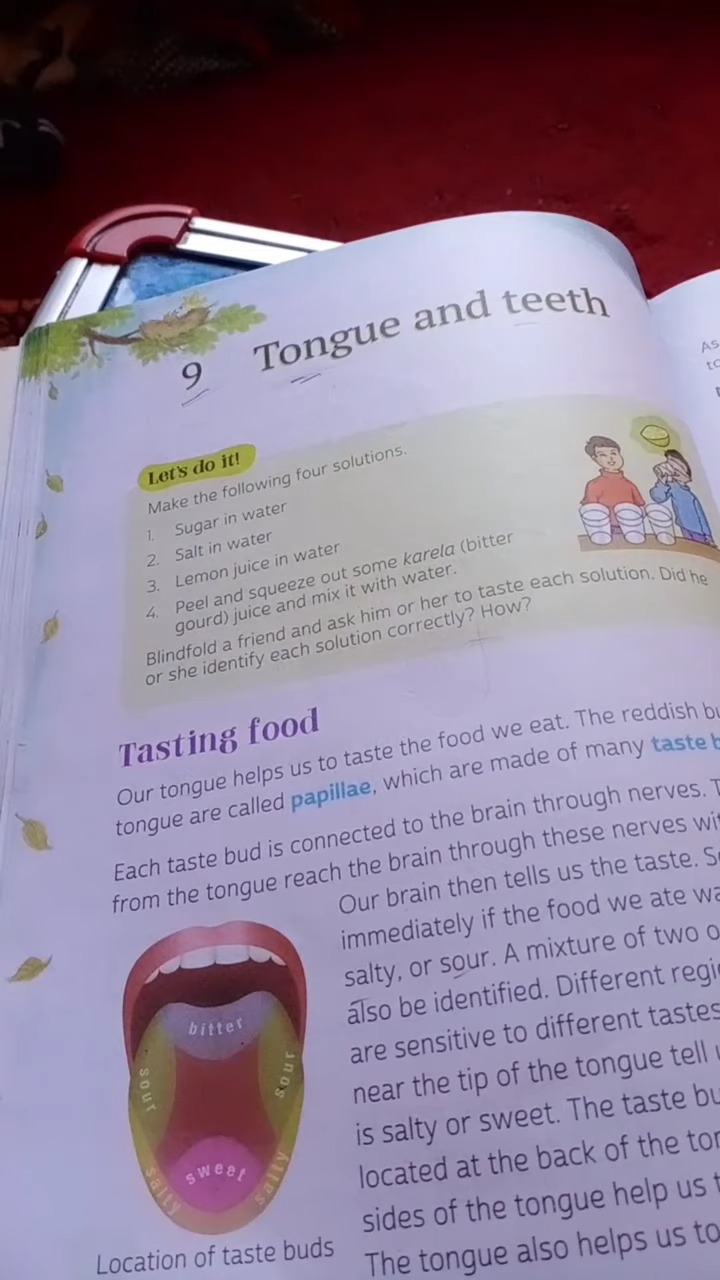 9 Tongue and teeth
Let's do it!
Make the following four solutions.
1. Sugar in water
2. Salt in water
3. Lemon juice in water
4. Peel and squeeze out some karela (bitter
gourd) juice and mix it with water.
Blindfold a friend and ask him or her to taste each solution. Did he
or she identify each solution correctly? How?
Tasting food
Our tongue helps us to taste the food we eat. The reddish
tongue are called papillae, which are made of many taste
Each taste bud is connected to the brain through nerves.
from the tongue reach the brain through these nerves
Our brain then tells us the taste.
immediately if the food we ate
salty, or sour. A mixture of two
also be identified. Different
are sensitive to different tastes
near the tip of the tongue tell
is salty or sweet. The taste
located at the back of the
sides of the tongue help us
The tongue also helps us to
bitter
sour
sour
sweet
salty
salty
Location of taste buds
As